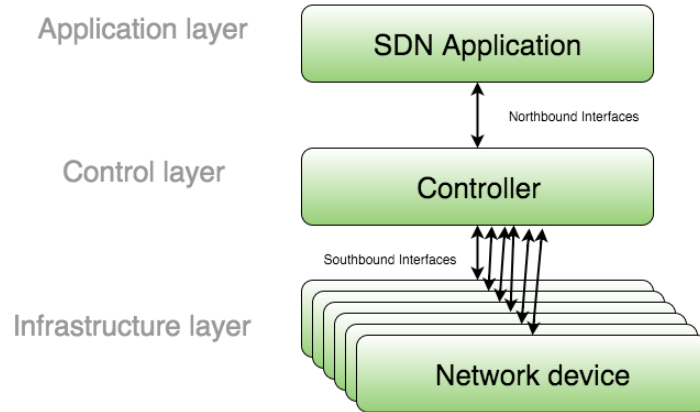 Application layer
SDN Application
Northbound Interfaces
Control layer
Controller
Southbound Interfaces
Infrastructure layer
Network device